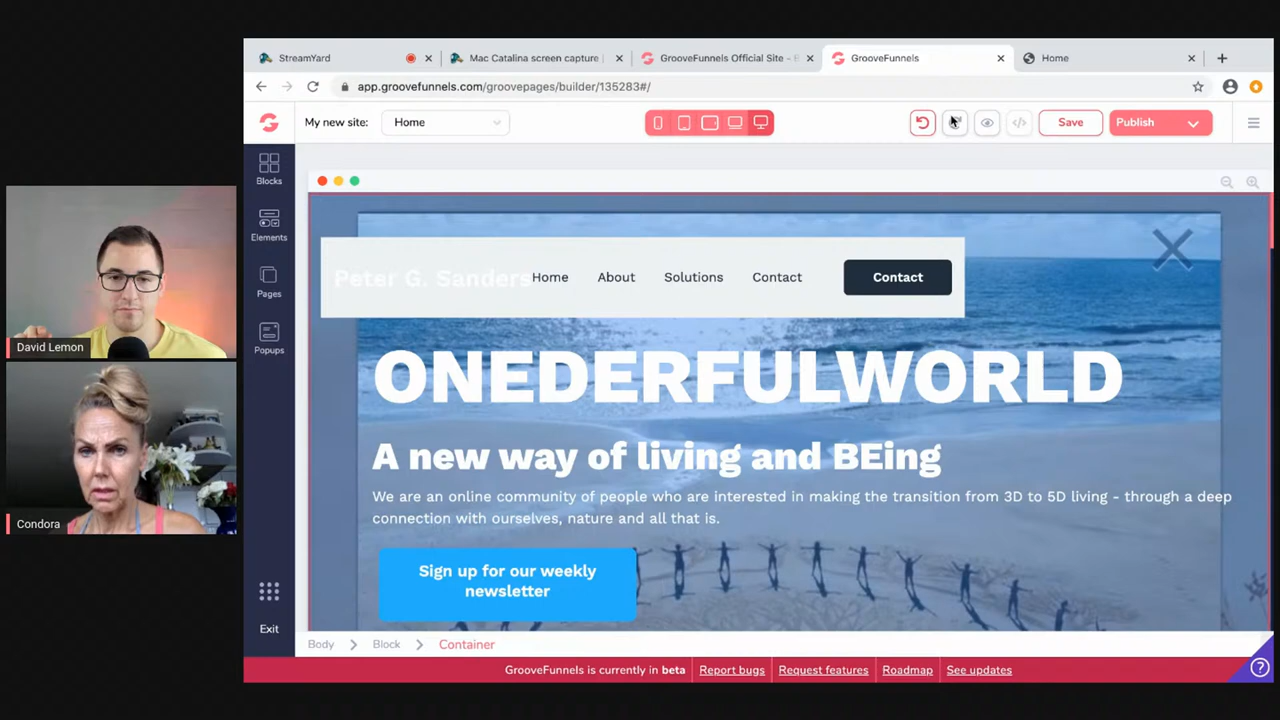 StreamYard
Mac Catalina screen capture
GrooveFunnels Official Site -
GrooveFunnels
Home
app.groovefunnels.com/groovepages/builder/135283#/
My new site:
Home
Save
Publish
Blocks
Elements
Pages
Popups
Exit
Peter G. Sanders
Home
About
Solutions
Contact
Contact
ONEDERFULWORLD
A new way of living and BEing
We are an online community of people who are interested in making the transition from 3D to 5D living - through a deep
connection with ourselves, nature and all that is.
Sign up for our weekly
newsletter
David Lemon
Condora
Body
Block
Container
GrooveFunnels is currently in beta
Report bugs
Request features
Roadmap
See updates